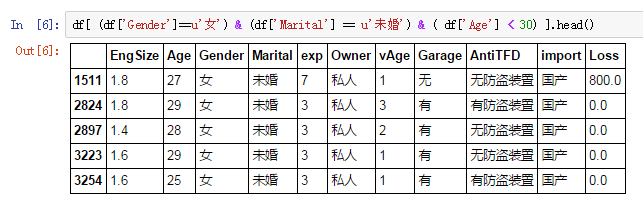 In [6]: df[ (df['Gender']==u'女') & (df['Marital'] == u'未婚') & ( df['Age'] < 30) ].head()
Out[6]:
EngSize Age Gender Marital exp Owner vAge Garage AntiTFD import Loss
1511 1.8 27 女 未婚 7 私人 1 无 无防盗装置 国产 800.0
2824 1.8 29 女 未婚 3 私人 3 有 有防盗装置 国产 0.0
2897 1.4 28 女 未婚 3 私人 2 有 无防盗装置 国产 0.0
3223 1.6 29 女 未婚 3 私人 1 有 无防盗装置 国产 0.0
3254 1.6 25 女 未婚 3 私人 1 有 有防盗装置 国产 0.0